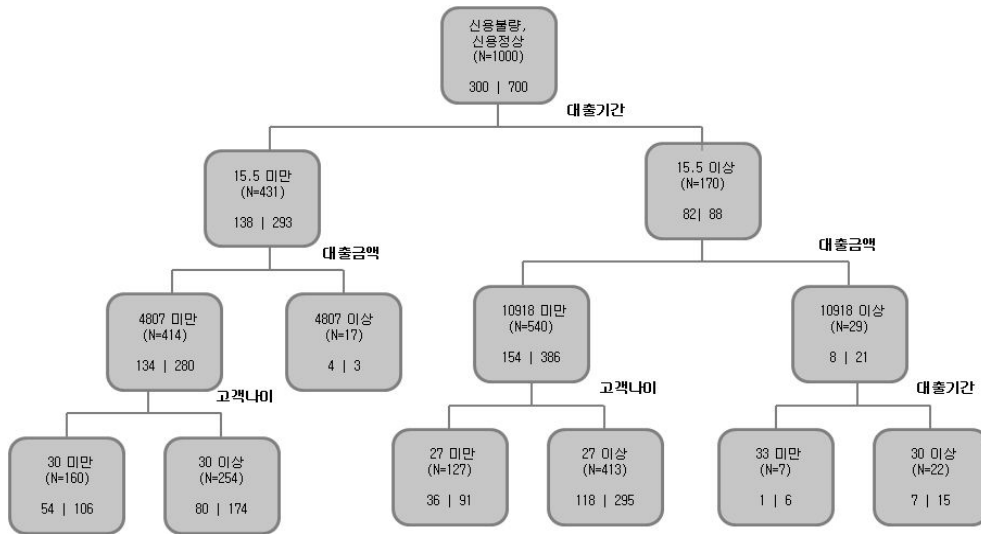 신용불량,
신용정상
(N=1000)
300 | 700
대출기간
15.5 미만
(N=431)
138 | 293
15.5 이상
(N=170)
82| 88
대출금액
대출금액
4807 미만
(N=414)
134 | 280
4807 이상
(N=17)
4 | 3
10918 미만
(N=540)
154 | 386
10918 이상
(N=29)
8 | 21
고객나이
고객나이
대출기간
30 미만
(N=160)
54 | 106
30 이상
(N=254)
80 | 174
27 미만
(N=127)
36 | 91
27 이상
(N=413)
118 | 295
33 미만
(N=7)
1 | 6
30 이상
(N=22)
7 | 15